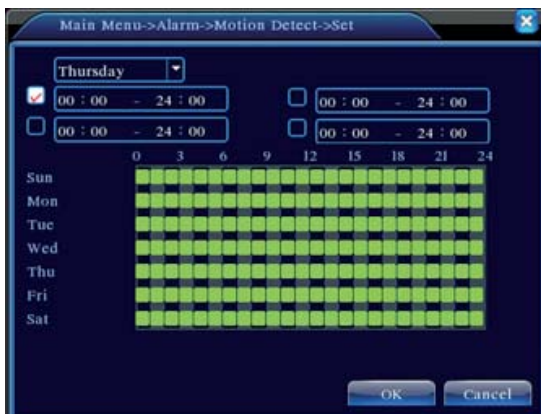 Main Menu->Alarm->Motion Detect->Set
Thursday
00 : 00 - 24 : 00 00 : 00 - 24 : 00
00 : 00 - 24 : 00 00 : 00 - 24 : 00
0 3 6 9 12 15 18 21 24
Sun
Mon
Tue
Wed
Thu
Fri
Sat
OK Cancel